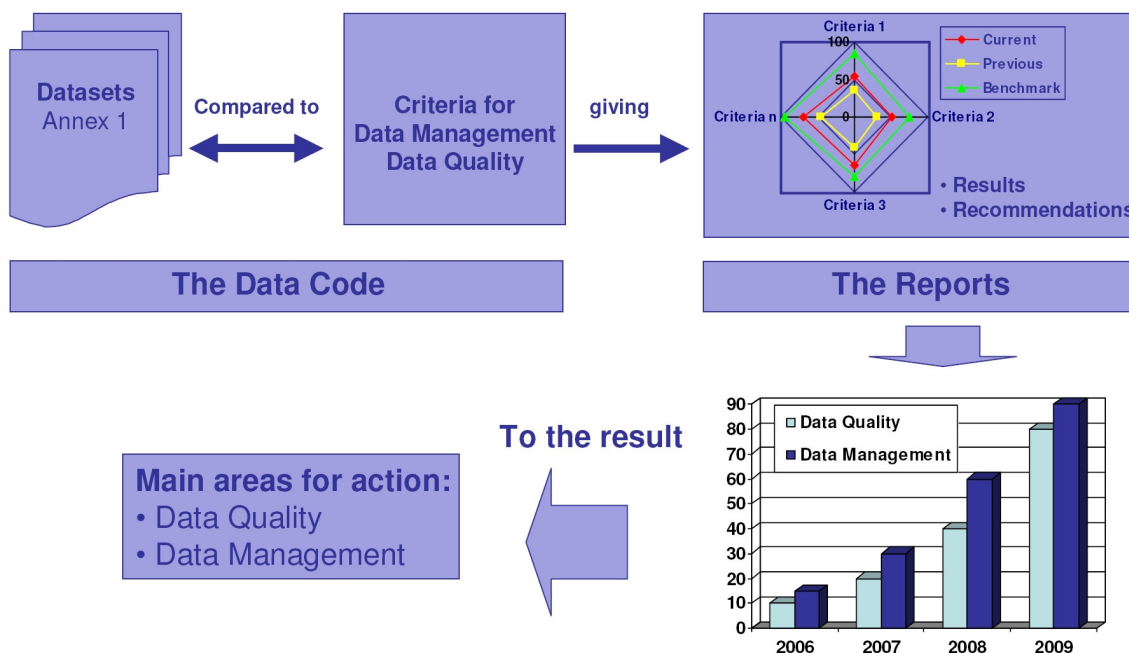 Datasets
Annex 1
Compared to
Criteria for
Data Management
Data Quality
giving
Criteria 1
100
50
0
Criteria n
Criteria 2
Criteria 3
Current
Previous
Benchmark
• Results
• Recommendations
The Data Code
The Reports
To the result
Main areas for action:
• Data Quality
• Data Management
90
80
70
60
50
40
30
20
10
0
Data Quality
Data Management
2006
2007
2008
2009